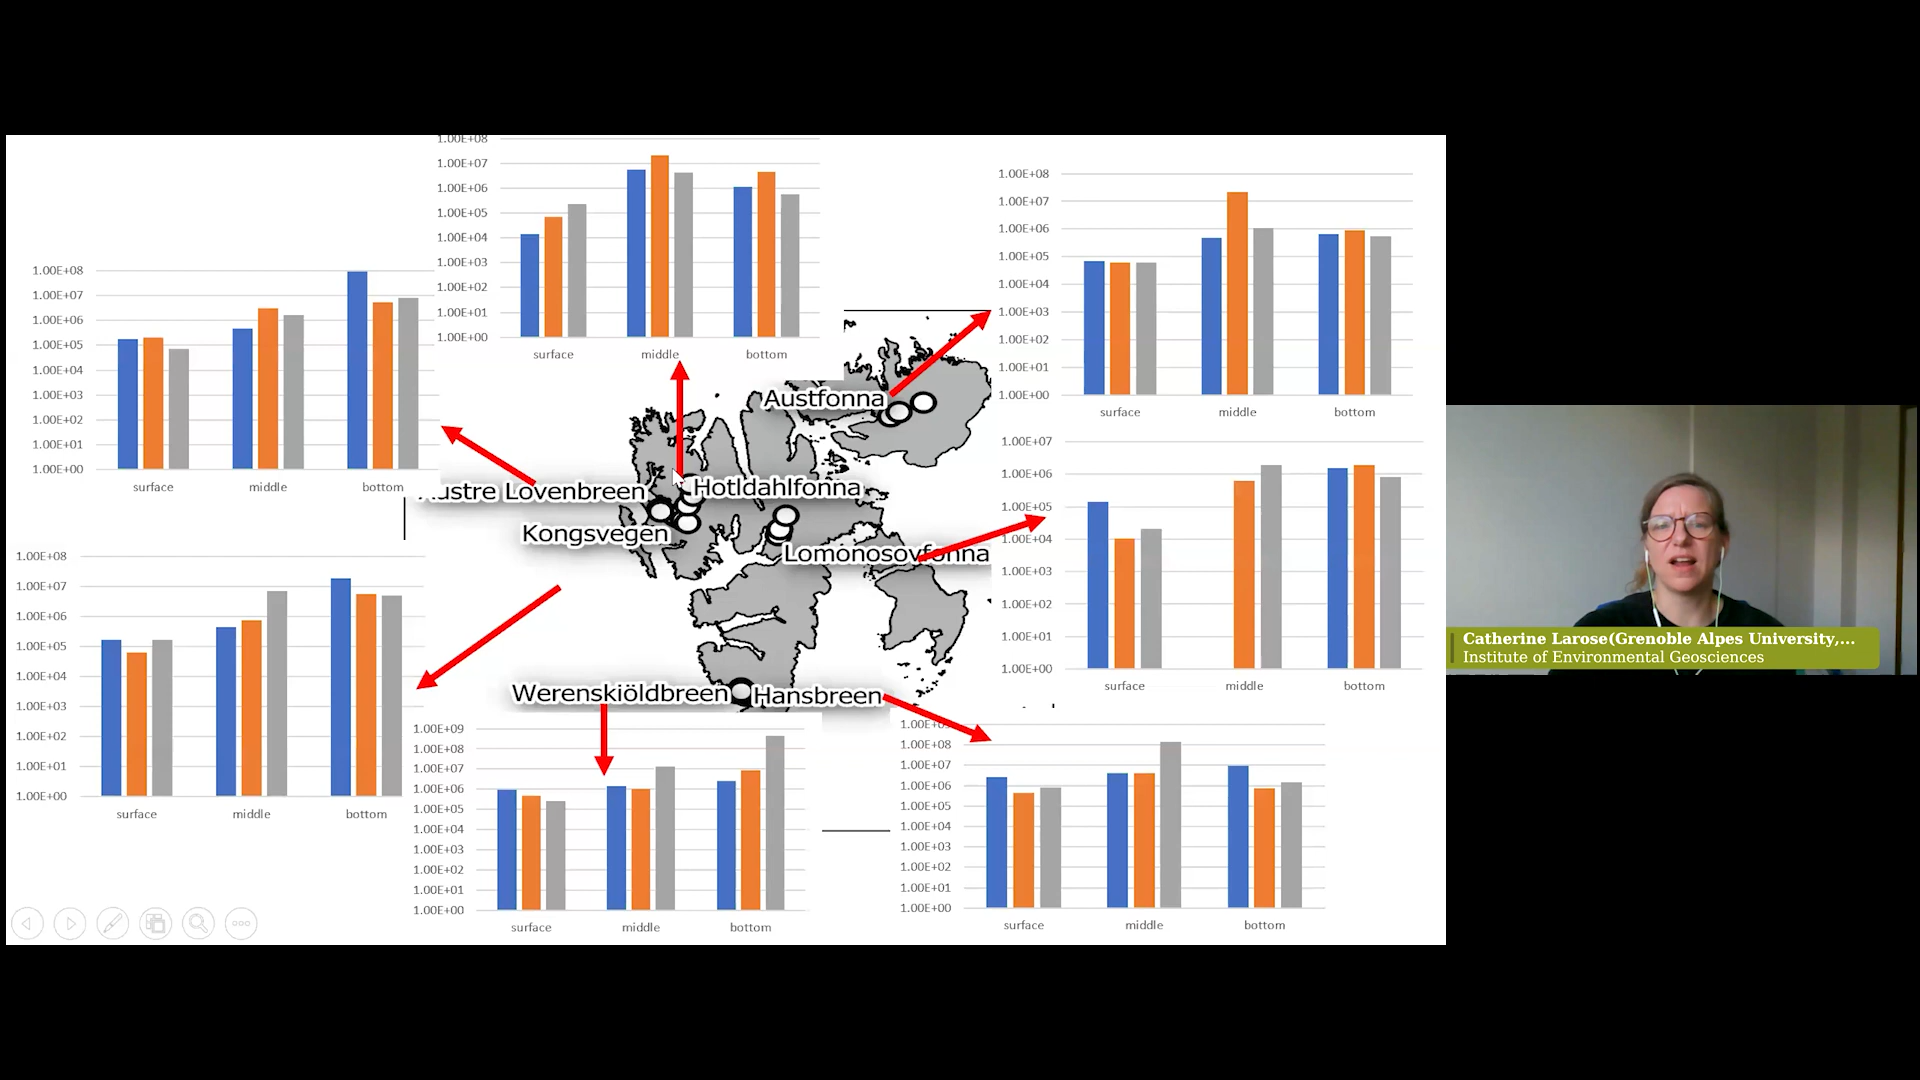 1.00E+08
1.00E+07
1.00E+06
1.00E+05
1.00E+04
1.00E+03
1.00E+02
1.00E+01
1.00E+00
surface middle bottom
1.00E+08
1.00E+07
1.00E+06
1.00E+05
1.00E+04
1.00E+03
1.00E+02
1.00E+01
1.00E+00
surface middle bottom
1.00E+08
1.00E+07
1.00E+06
1.00E+05
1.00E+04
1.00E+03
1.00E+02
1.00E+01
1.00E+00
surface middle bottom
Austfonna
ustre Lovenbreen
Hotldahlfonna
Kongsvegen
Lomonosovfonna
Werenskiöldbreen
Hansbreen
1.00E+07
1.00E+06
1.00E+05
1.00E+04
1.00E+03
1.00E+02
1.00E+01
1.00E+00
surface middle bottom
1.00E+08
1.00E+07
1.00E+06
1.00E+05
1.00E+04
1.00E+03
1.00E+02
1.00E+01
1.00E+00
surface middle bottom
1.00E+09
1.00E+08
1.00E+07
1.00E+06
1.00E+05
1.00E+04
1.00E+03
1.00E+02
1.00E+01
1.00E+00
surface middle bottom
1.00E+08
1.00E+07
1.00E+06
1.00E+05
1.00E+04
1.00E+03
1.00E+02
1.00E+01
1.00E+00
surface middle bottom
Catherine Larose(Grenoble Alpes University,...
Institute of Environmental Geosciences